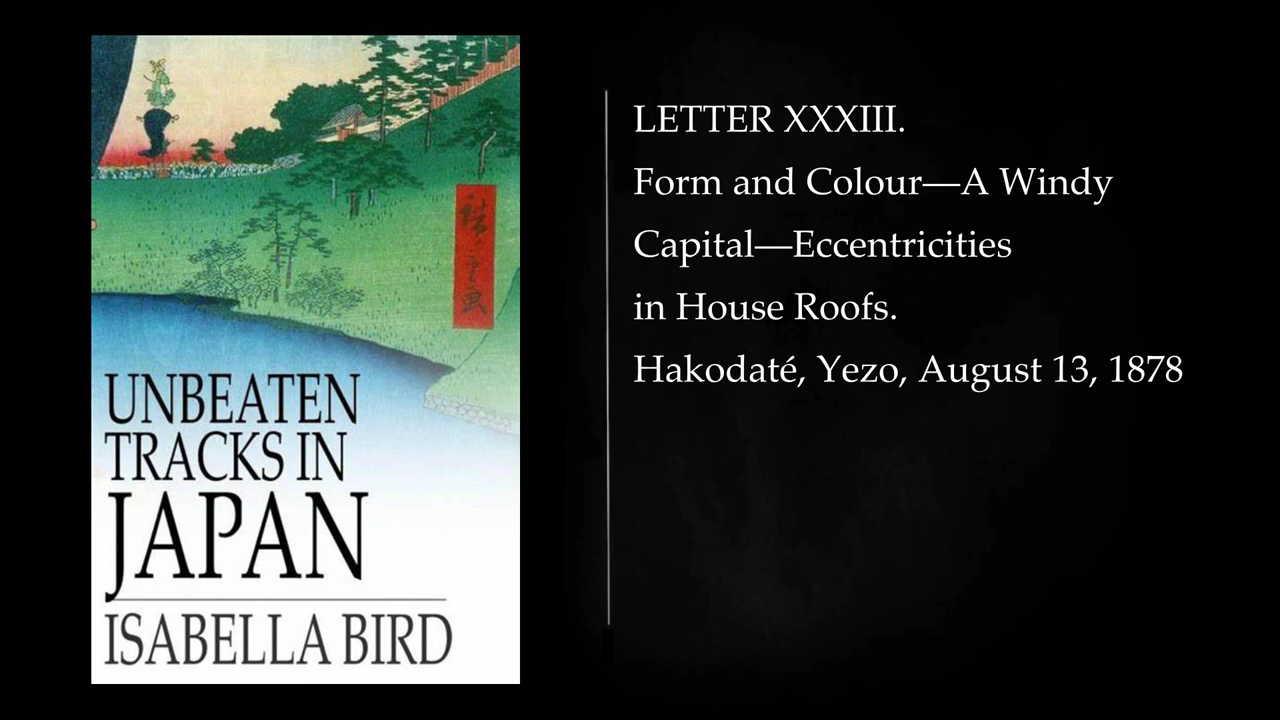 UNBEATEN
TRACKS IN
JAPAN
ISABELLA BIRD
LETTER XXXIII.
Form and Colour—A Windy
Capital—Eccentricities
in House Roofs.
Hakodaté, Yezo, August 13, 1878